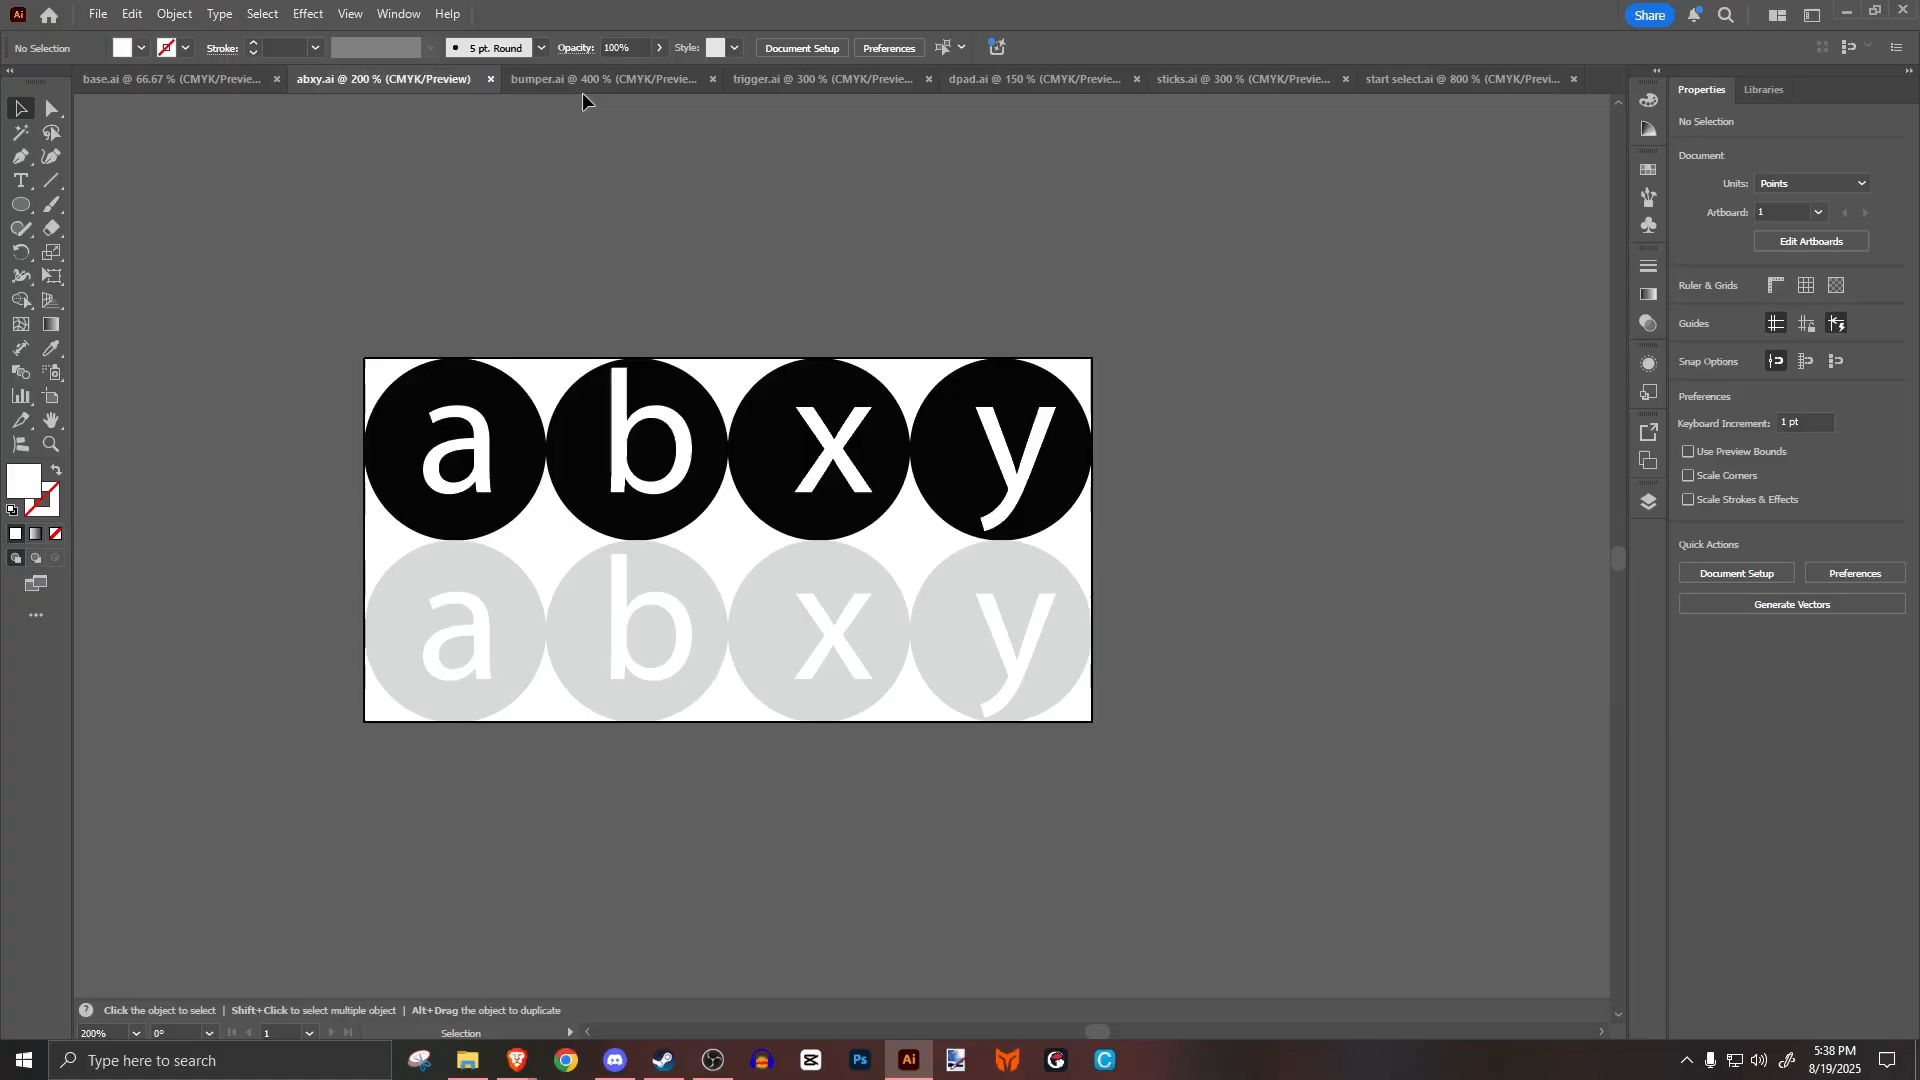 Ai File Edit Object Type Select Effect View Window Help Share
No Selection Stroke: 5 pt. Round Opacity: 100% Style: Document Setup Preferences
base.ai @ 66.67 % (CMYK/Previe... abxy.ai @ 200 % (CMYK/Preview) bumper.ai @ 400 % (CMYK/Previe... trigger.ai @ 300 % (CMYK/Previe... dpad.ai @ 150 % (CMYK/Previe... sticks.ai @ 300 % (CMYK/Previe... start select.ai @ 800 % (CMYK/Previ...
Properties Libraries
No Selection
Document
Units: Points
Artboard: 1
Edit Artboards
Ruler & Grids
Guides
Snap Options
Preferences
Keyboard Increment: 1 pt
Use Preview Bounds
Scale Corners
Scale Strokes & Effects
Quick Actions
Document Setup Preferences
Generate Vectors
a b x y
a b x y
Click the object to select | Shift+Click to select multiple object | Alt+Drag the object to duplicate
200% 0° 1 Selection
Type here to search Ps Ai C
5:38 PM
8/19/2025